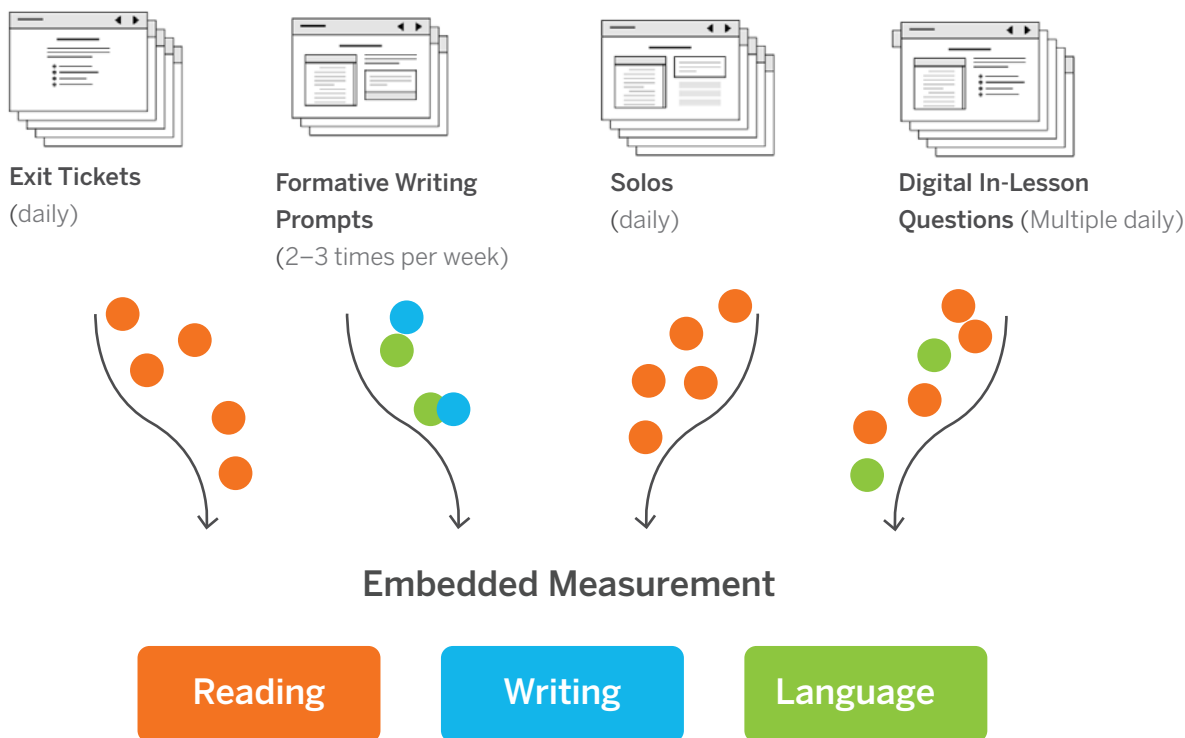 Exit Tickets
(daily)
Formative Writing
Prompts
(2–3 times per week)
Solos
(daily)
Digital In-Lesson
Questions (Multiple daily)
Embedded Measurement
Reading
Writing
Language